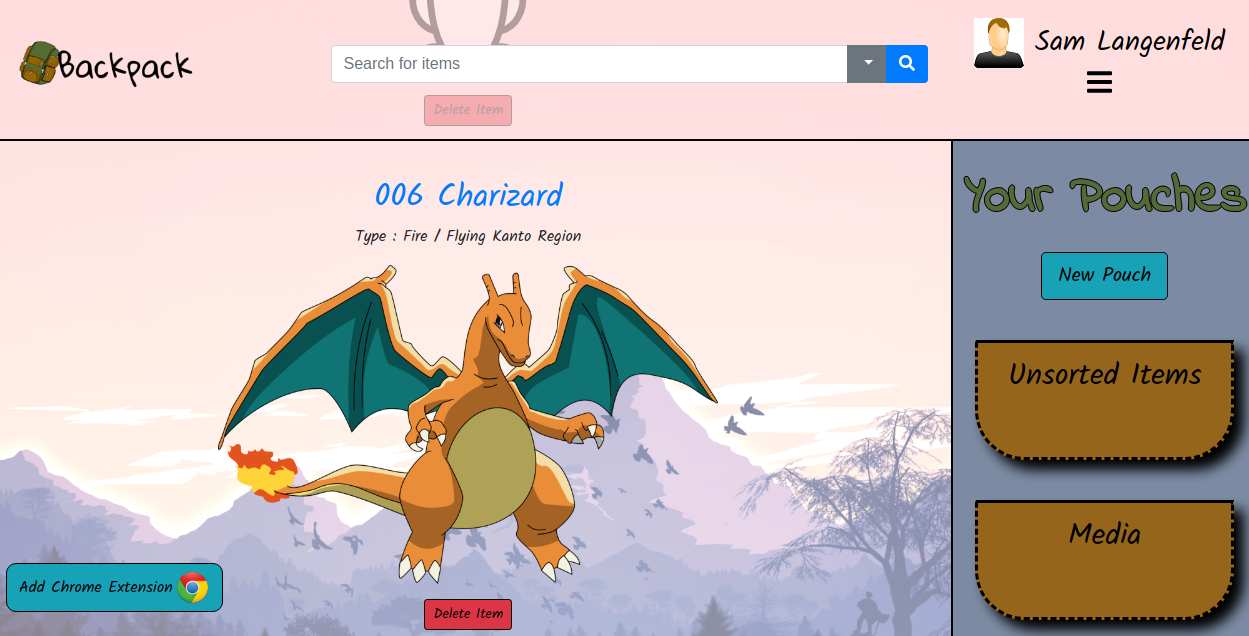 Backpack
Search for items
Sam Langenfeld
Delete Item
006 Charizard
Type : Fire / Flying Kanto Region
Your Pouches
New Pouch
Unsorted Items
Media
Add Chrome Extension
Delete Item